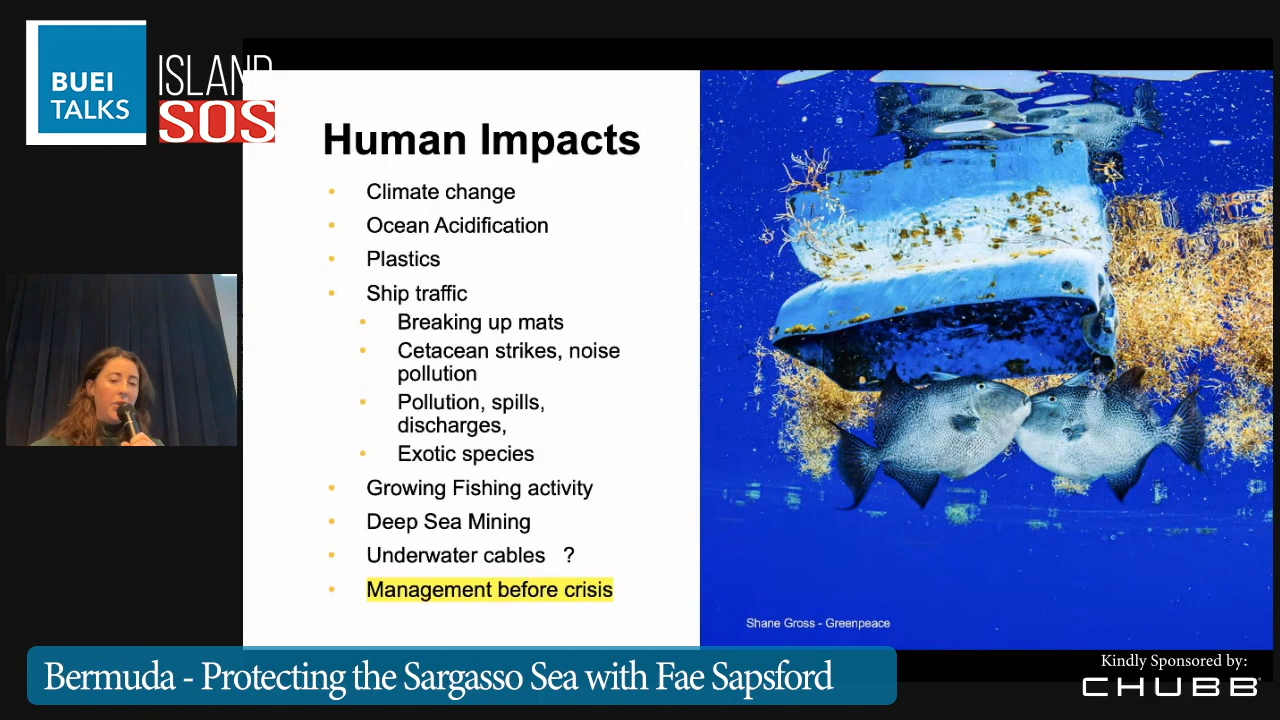 BUEI
TALKS
ISLAND
SOS
Human Impacts
• Climate change
• Ocean Acidification
• Plastics
• Ship traffic
• Breaking up mats
• Cetacean strikes, noise
pollution
• Pollution, spills,
discharges,
• Exotic species
• Growing Fishing activity
• Deep Sea Mining
• Underwater cables ?
• Management before crisis
Shane Gross - Greenpeace
Bermuda - Protecting the Sargasso Sea with Fae Sapsford
Kindly Sponsored by:
CHUBB